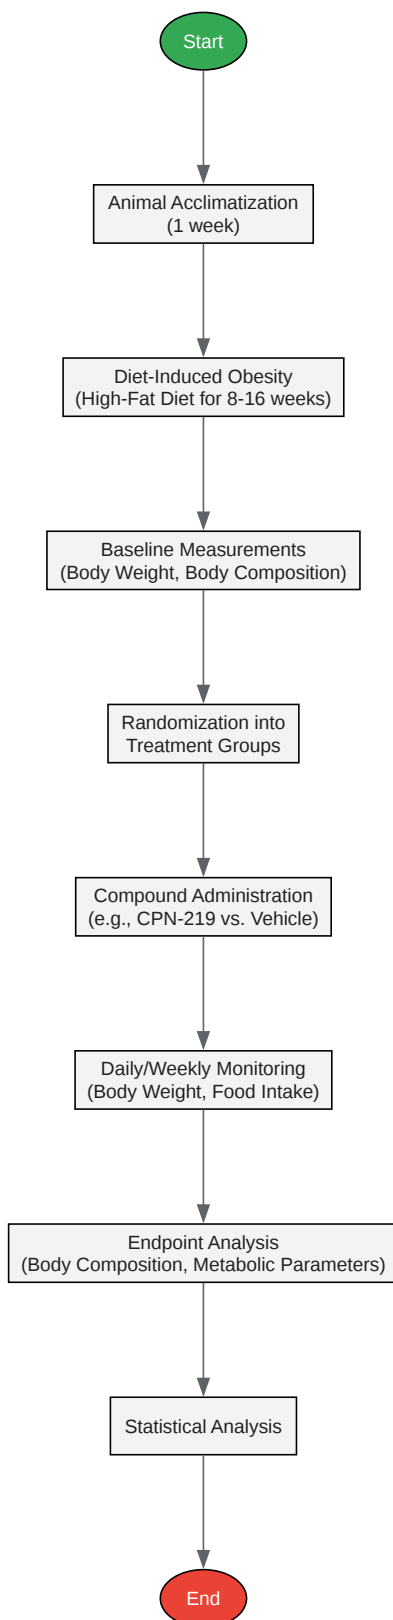 Start
Animal Acclimatization
(1 week)
Diet-Induced Obesity
(High-Fat Diet for 8-16 weeks)
Baseline Measurements
(Body Weight, Body Composition)
Randomization into
Treatment Groups
Compound Administration
(e.g., CPN-219 vs. Vehicle)
Daily/Weekly Monitoring
(Body Weight, Food Intake)
Endpoint Analysis
(Body Composition, Metabolic Parameters)
Statistical Analysis
End